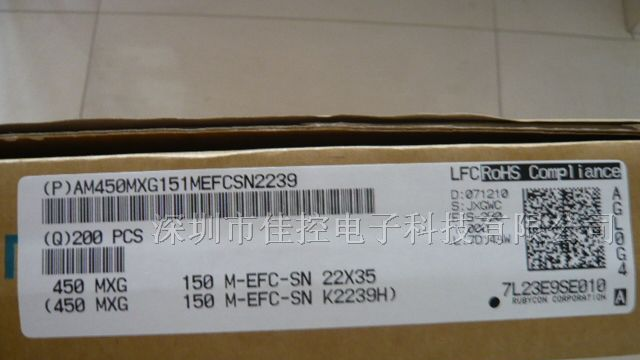 (P)AM450MXG151MEFCSN2239
LFC RoHS Compliance
D:071210
S:JXGWC
(Q)200 PCS
深圳市佳控电子科技有限公司
450 MXG 150 M-EFC-SN 22X35
(450 MXG 150 M-EFC-SN K2239H)
AGL0G4
A
7L23E9SE010
RUBYCON CORPORATION